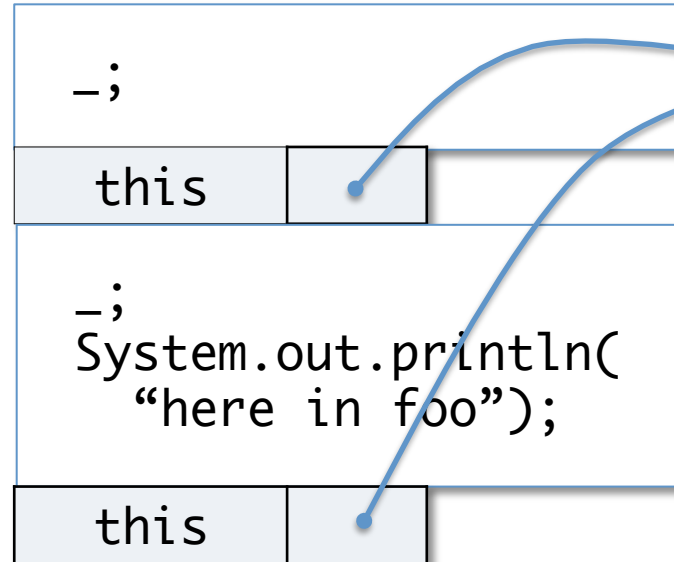 _;
this
_;
System.out.println(
“here in foo”);
this